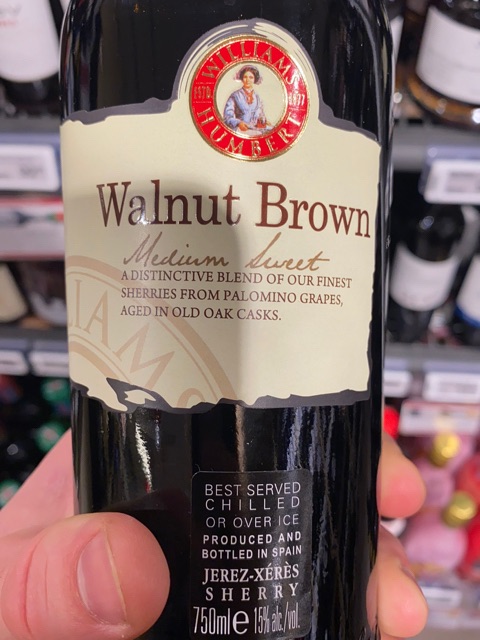 WILLIAMS
1570 1877
HUMBERT
Walnut Brown
Medium Sweet
A DISTINCTIVE BLEND OF OUR FINEST
SHERRIES FROM PALOMINO GRAPES,
AGED IN OLD OAK CASKS.
LIAMS
BEST SERVED
CHILLED
OR OVER ICE
PRODUCED AND
BOTTLED IN SPAIN
JEREZ-XÉRÈS
SHERRY
750ml e 15% alc./vol.